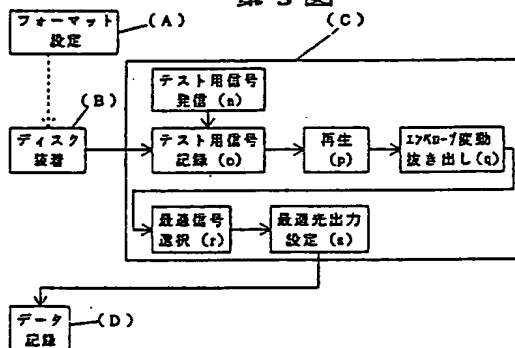 第3図
フォーマット
設定
(A)
(C)
(B)
テスト用信号
発信 (n)
ディスク
装着
テスト用信号
記録 (o)
再生
(p)
エンベロープ変動
抜き出し(q)
最適信号
選択 (r)
最適光出力
設定 (s)
データ
記録
(D)